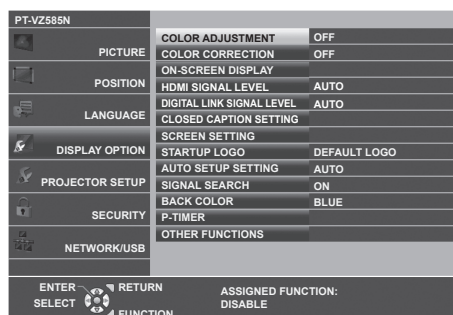 PT-VZ585N
PICTURE
POSITION
LANGUAGE
DISPLAY OPTION
PROJECTOR SETUP
SECURITY
NETWORK/USB
COLOR ADJUSTMENT OFF
COLOR CORRECTION OFF
ON-SCREEN DISPLAY
HDMI SIGNAL LEVEL AUTO
DIGITAL LINK SIGNAL LEVEL AUTO
CLOSED CAPTION SETTING
SCREEN SETTING
STARTUP LOGO DEFAULT LOGO
AUTO SETUP SETTING AUTO
SIGNAL SEARCH ON
BACK COLOR BLUE
P-TIMER
OTHER FUNCTIONS
ENTER RETURN
SELECT
FUNCTION
ASSIGNED FUNCTION:
DISABLE